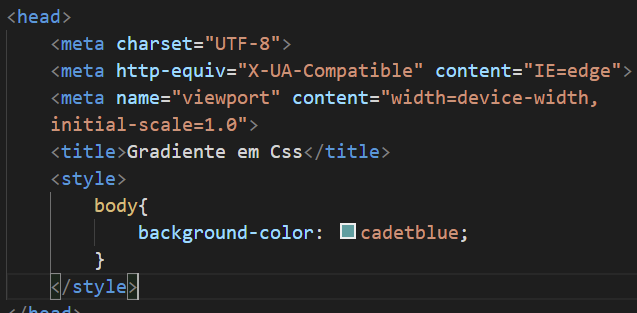 <head>
<meta charset="UTF-8">
<meta http-equiv="X-UA-Compatible" content="IE=edge">
<meta name="viewport" content="width=device-width,
initial-scale=1.0">
<title>Gradiente em Css</title>
<style>
body{
background-color: cadetblue;
}
</style>
</head>